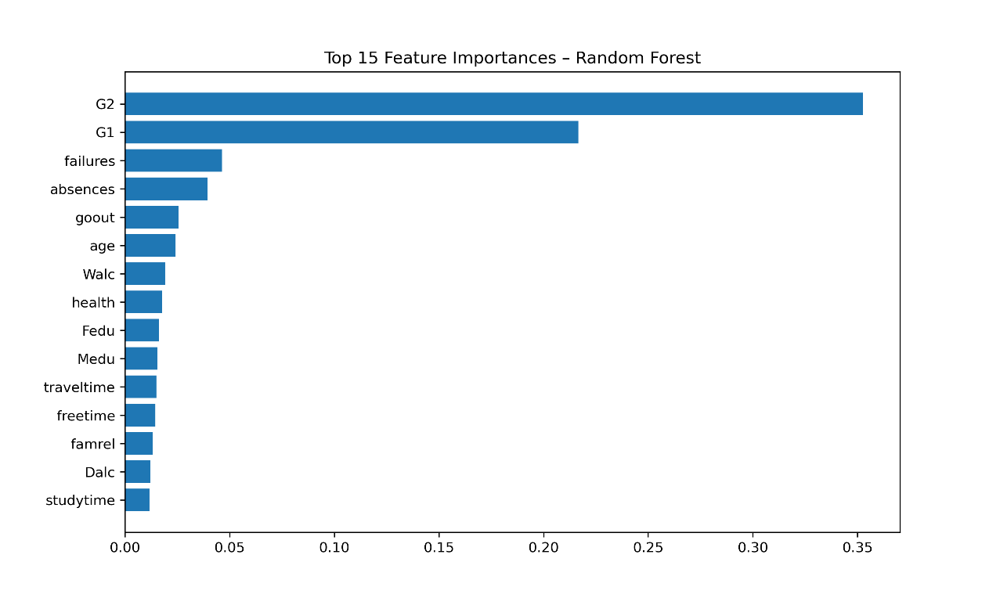 Top 15 Feature Importances – Random Forest
G2
G1
failures
absences
goout
age
Walc
health
Fedu
Medu
traveltime
freetime
famrel
Dalc
studytime
0.00 0.05 0.10 0.15 0.20 0.25 0.30 0.35